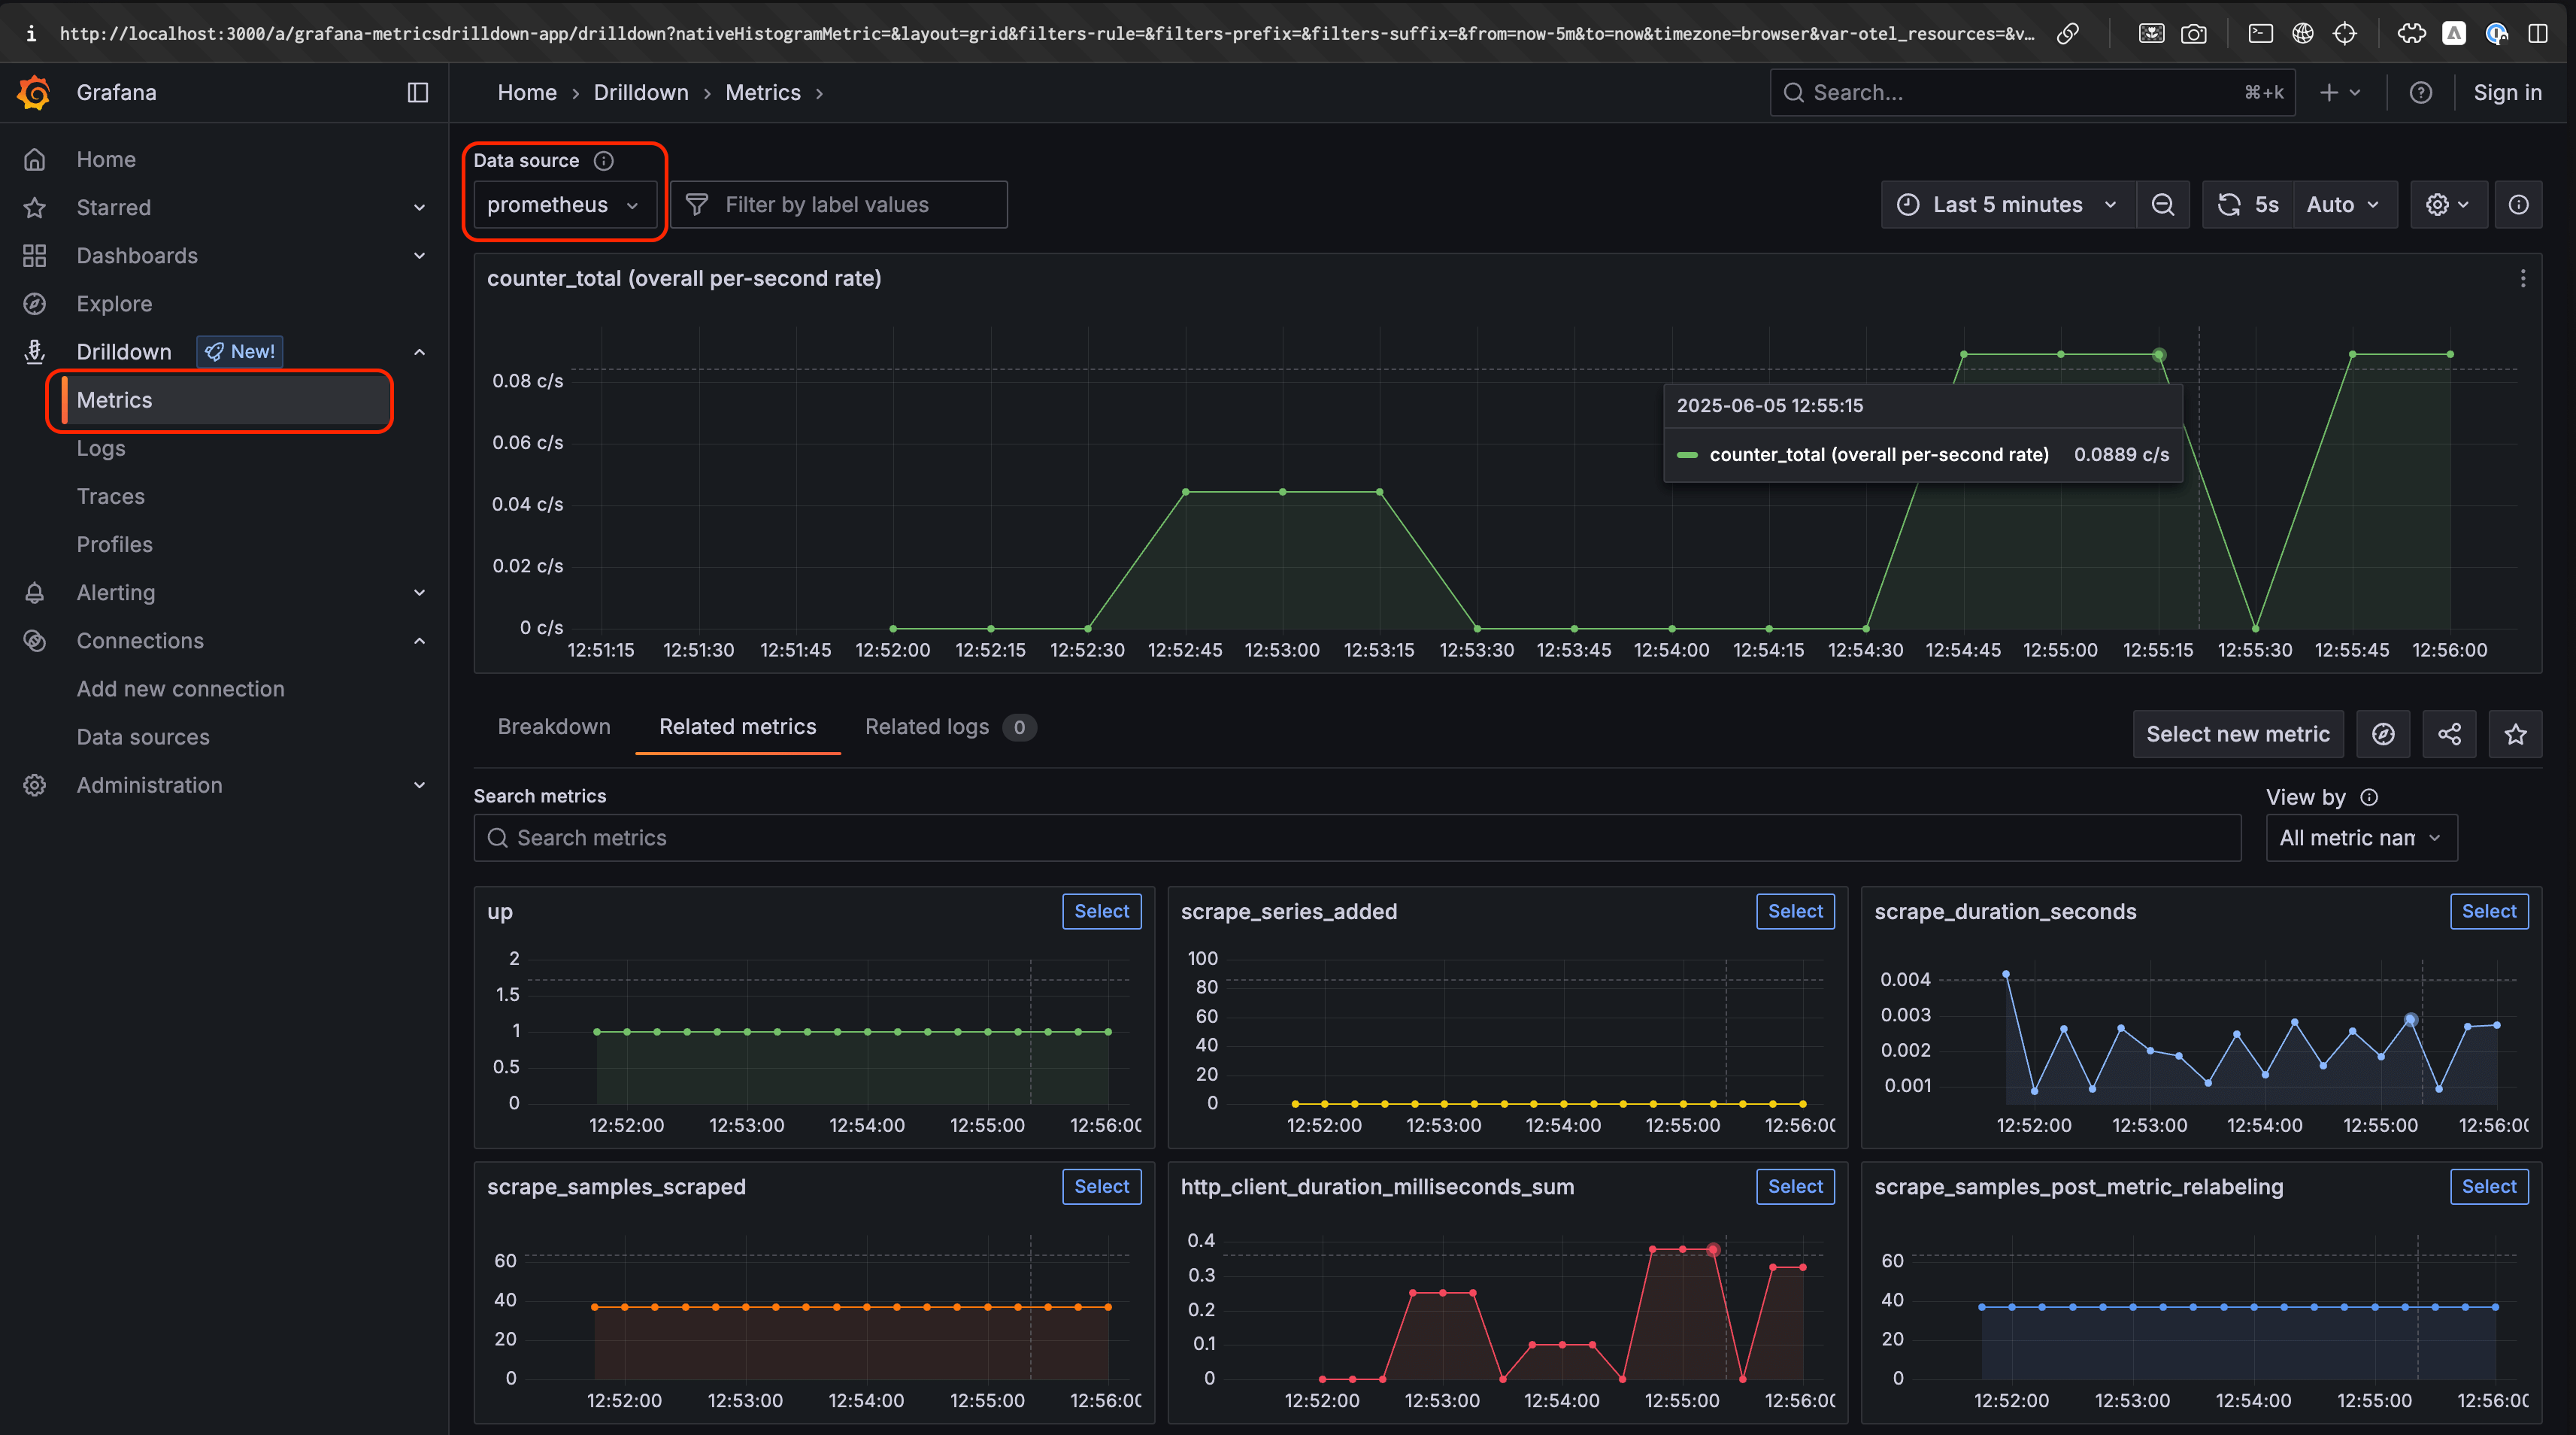 http://localhost:3000/a/grafana-metricsdrilldown-app/drilldown?nativeHistogramMetric=&layout=grid&filters-rule=&filters-prefix=&filters-suffix=&from=now-5m&to=now&timezone=browser&var-otel_resources=&v…
Grafana
Home › Drilldown › Metrics ›
Search...
⌘+k
Sign in
Home
Starred
Dashboards
Explore
Drilldown
New!
Metrics
Logs
Traces
Profiles
Alerting
Connections
Add new connection
Data sources
Administration
Data source
prometheus
Filter by label values
Last 5 minutes
5s
Auto
counter_total (overall per-second rate)
0.08 c/s
0.06 c/s
0.04 c/s
0.02 c/s
0 c/s
12:51:15 12:51:30 12:51:45 12:52:00 12:52:15 12:52:30 12:52:45 12:53:00 12:53:15 12:53:30 12:53:45 12:54:00 12:54:15 12:54:30 12:54:45 12:55:00 12:55:15 12:55:30 12:55:45 12:56:00
2025-06-05 12:55:15
counter_total (overall per-second rate) 0.0889 c/s
Breakdown
Related metrics
Related logs 0
Select new metric
Search metrics
Search metrics
View by
All metric nam
up
Select
2
1.5
1
0.5
0
12:52:00 12:53:00 12:54:00 12:55:00 12:56:00
scrape_series_added
Select
100
80
60
40
20
0
12:52:00 12:53:00 12:54:00 12:55:00 12:56:00
scrape_duration_seconds
Select
0.004
0.003
0.002
0.001
12:52:00 12:53:00 12:54:00 12:55:00 12:56:00
scrape_samples_scraped
Select
60
40
20
0
12:52:00 12:53:00 12:54:00 12:55:00 12:56:00
http_client_duration_milliseconds_sum
Select
0.4
0.3
0.2
0.1
0
12:52:00 12:53:00 12:54:00 12:55:00 12:56:00
scrape_samples_post_metric_relabeling
Select
60
40
20
0
12:52:00 12:53:00 12:54:00 12:55:00 12:56:00